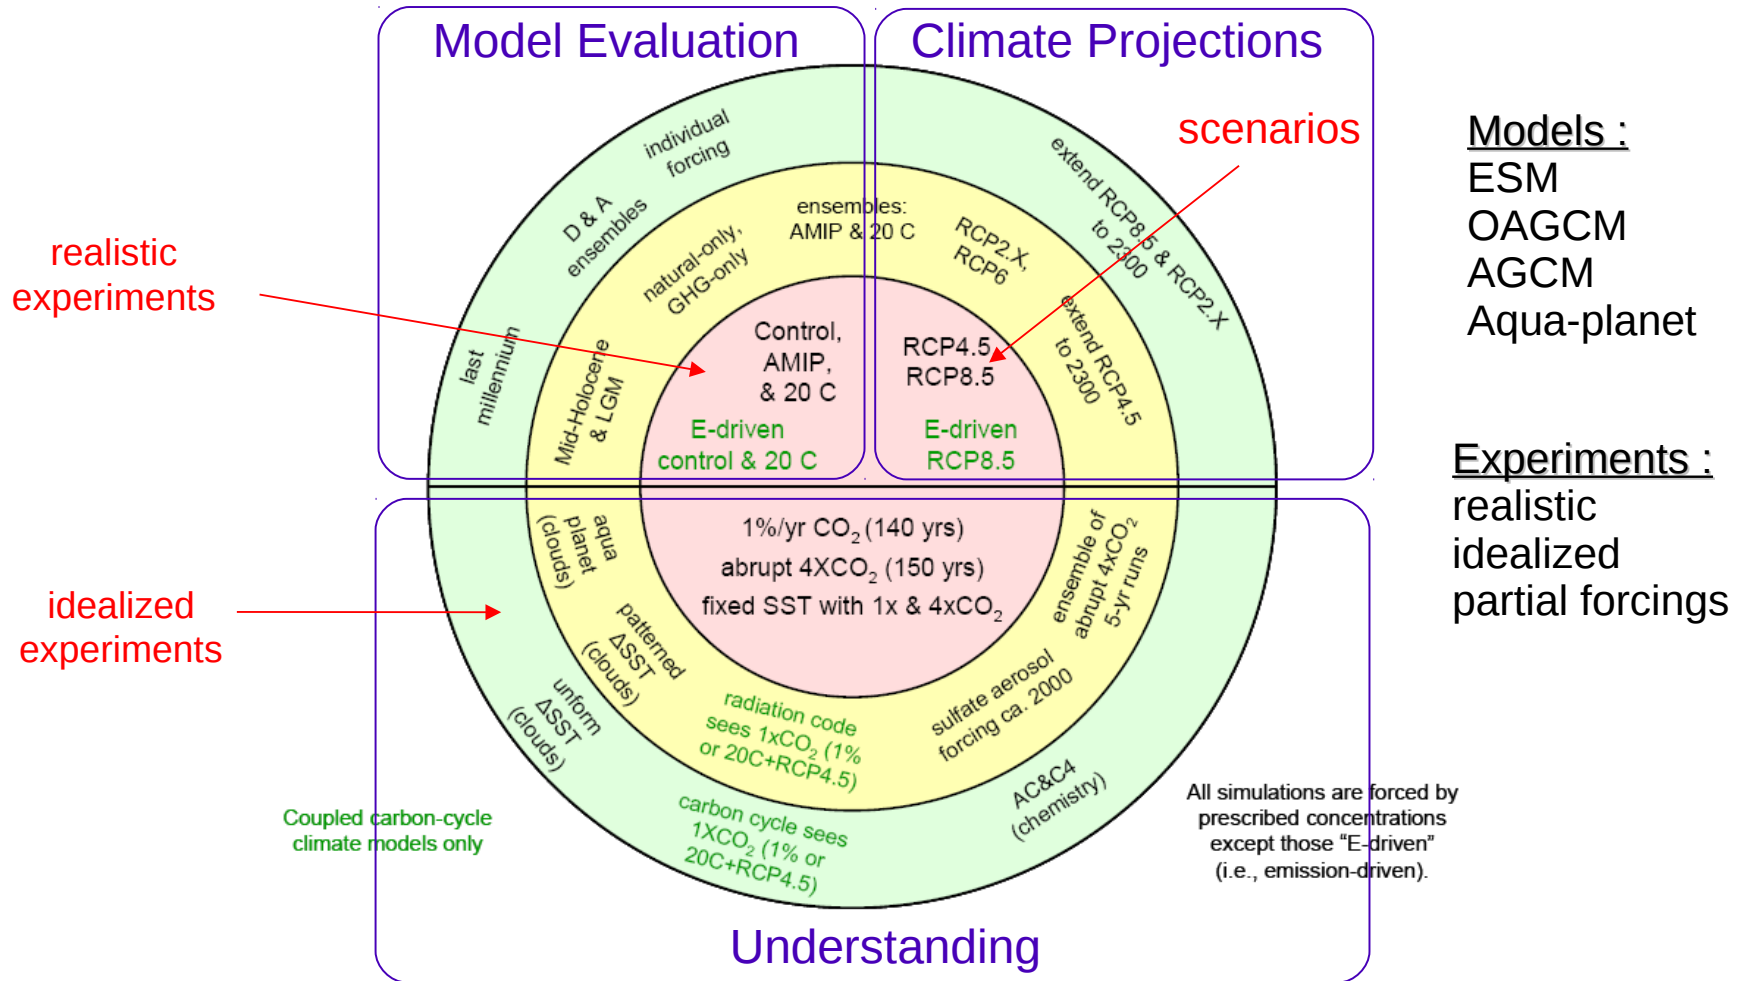 Model Evaluation
Climate Projections
scenarios
realistic
experiments
idealized
experiments
individual
forcing
D & A
ensembles
last
millennium
extend RCP8.5 & RCP2.X
to 2300
ensembles:
AMIP & 20 C
natural-only,
GHG-only
Mid-Holocene
& LGM
RCP2.X,
RCP6
extend RCP4.5
to 2300
Control,
AMIP,
& 20 C
E-driven
control & 20 C
RCP4.5
RCP8.5
E-driven
RCP8.5
1%/yr CO₂ (140 yrs)
abrupt 4XCO₂ (150 yrs)
fixed SST with 1x & 4xCO₂
aqua
planet
(clouds)
patterned
ΔSST
(clouds)
unform
ΔSST
(clouds)
radiation code
sees 1xCO₂ (1%
or 20C+RCP4.5)
carbon cycle sees
1XCO₂ (1% or
20C+RCP4.5)
ensemble of
abrupt 4xCO₂
5-yr runs
sulfate aerosol
forcing ca. 2000
AC&C4
(chemistry)
Coupled carbon-cycle
climate models only
All simulations are forced by
prescribed concentrations
except those “E-driven”
(i.e., emission-driven).
Understanding
Models :
ESM
OAGCM
AGCM
Aqua-planet
Experiments :
realistic
idealized
partial forcings